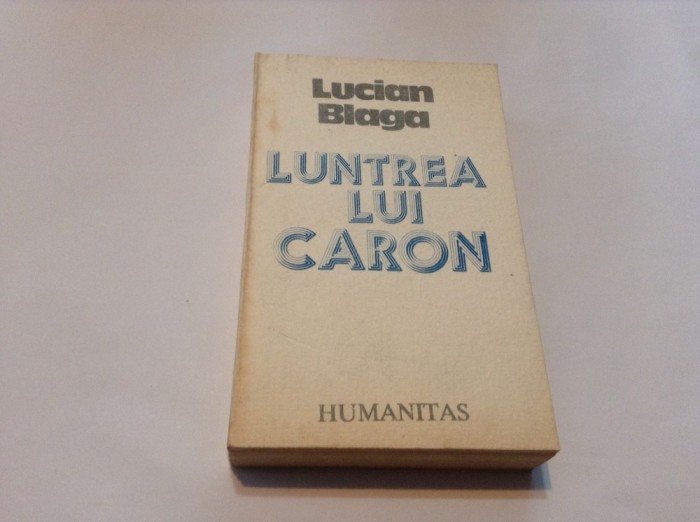 Lucian
Blaga
LUNTREA
LUI
CARON
HUMANITAS